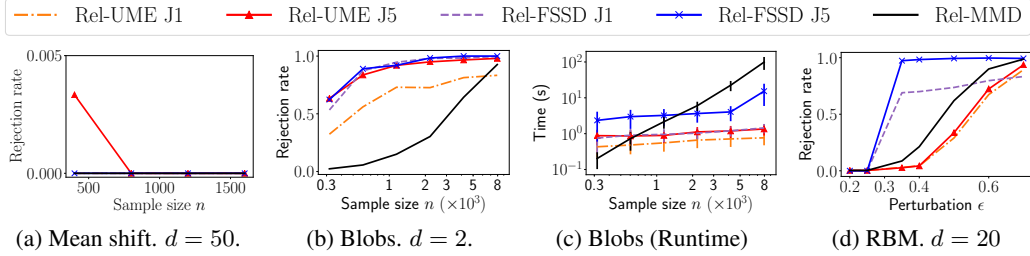 Rel-UME J1 Rel-UME J5 Rel-FSSD J1 Rel-FSSD J5 Rel-MMD
Rejection rate
0.005
0.000
500 1000 1500
Sample size n
(a) Mean shift. d = 50.
Rejection rate
1.0
0.5
0.0
0.3 1 2 3 5 8
Sample size n (×10³)
(b) Blobs. d = 2.
Time (s)
10²
10¹
10⁰
10⁻¹
0.3 1 2 3 5 8
Sample size n (×10³)
(c) Blobs (Runtime)
Rejection rate
1.0
0.5
0.0
0.2 0.3 0.4 0.6
Perturbation ϵ
(d) RBM. d = 20